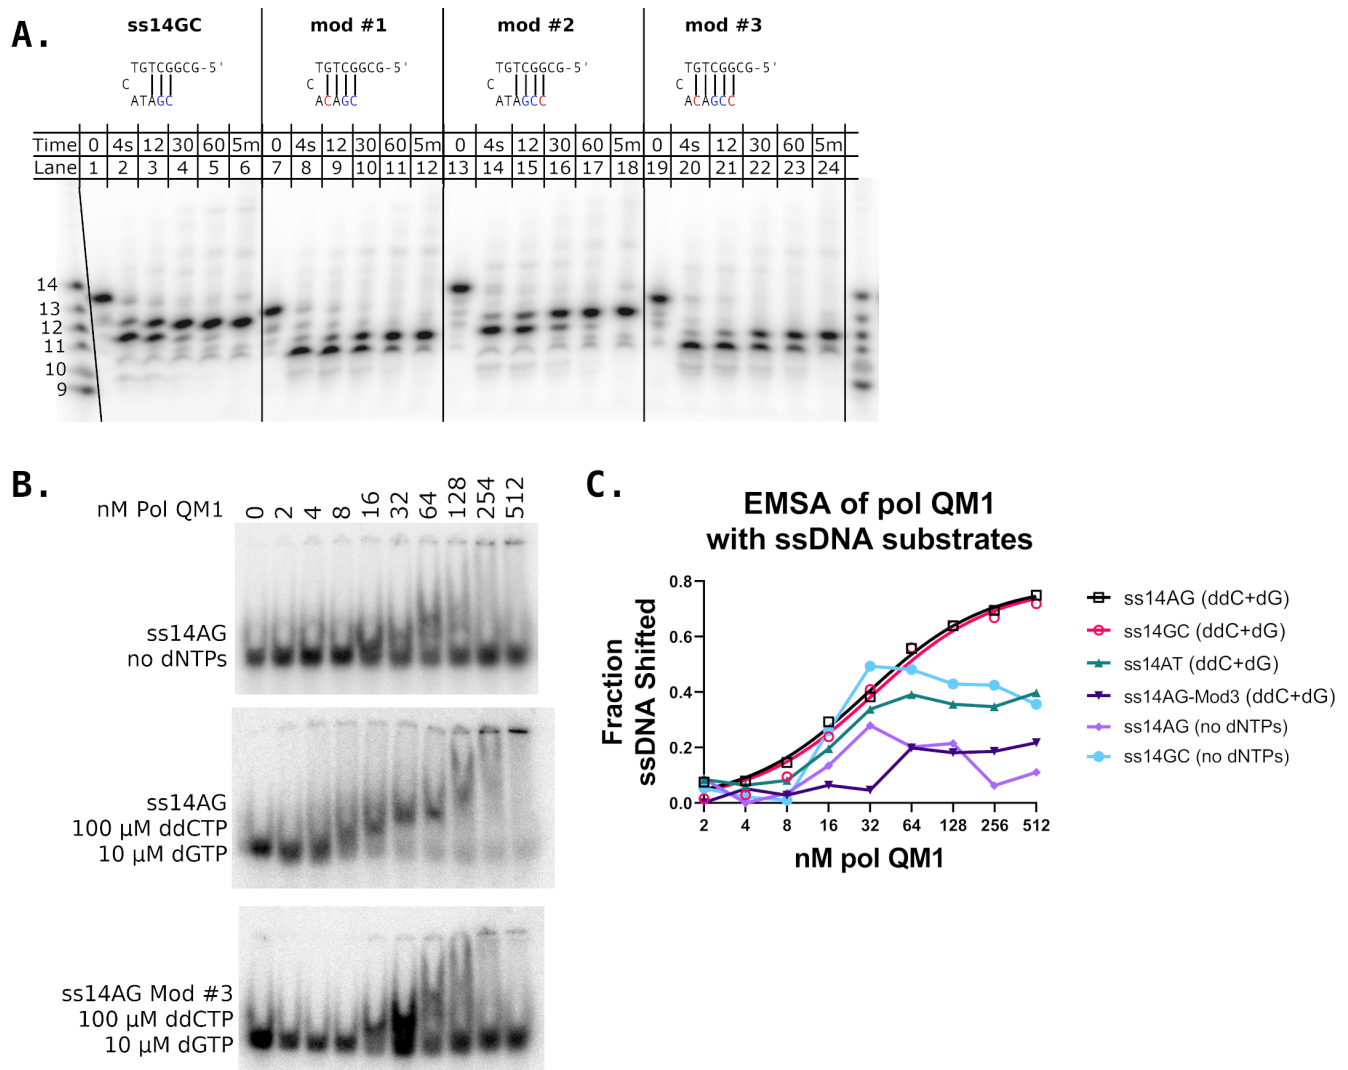 A.
ss14GC mod #1 mod #2 mod #3
TGTCGGCG-5' TGTCGGCG-5' TGTCGGCG-5' TGTCGGCG-5'
C C C C
ATAGC ACAGC ATAGCC ACAGCC
Time 0 4s 12 30 60 5m 0 4s 12 30 60 5m 0 4s 12 30 60 5m 0 4s 12 30 60 5m
Lane 1 2 3 4 5 6 7 8 9 10 11 12 13 14 15 16 17 18 19 20 21 22 23 24
14
13
12
11
10
9
B.
nM Pol QM1 0 2 4 8 16 32 64 128 254 512
ss14AG
no dNTPs
ss14AG
100 µM ddCTP
10 µM dGTP
ss14AG Mod #3
100 µM ddCTP
10 µM dGTP
C.
EMSA of pol QM1
with ssDNA substrates
Fraction
ssDNA Shifted
0.8
0.6
0.4
0.2
0.0
2 4 8 16 32 64 128 256 512
nM pol QM1
ss14AG (ddC+dG)
ss14GC (ddC+dG)
ss14AT (ddC+dG)
ss14AG-Mod3 (ddC+dG)
ss14AG (no dNTPs)
ss14GC (no dNTPs)